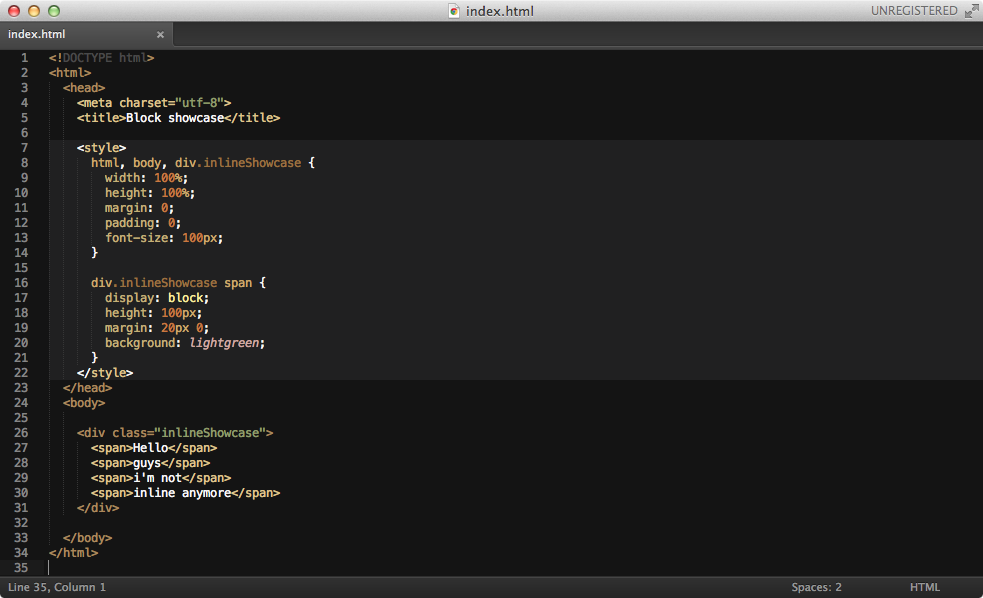 index.html
UNREGISTERED
index.html ×
1 <!DOCTYPE html>
2 <html>
3   <head>
4     <meta charset="utf-8">
5     <title>Block showcase</title>
6
7     <style>
8       html, body, div.inlineShowcase {
9         width: 100%;
10         height: 100%;
11         margin: 0;
12         padding: 0;
13         font-size: 100px;
14       }
15
16       div.inlineShowcase span {
17         display: block;
18         height: 100px;
19         margin: 20px 0;
20         background: lightgreen;
21       }
22     </style>
23   </head>
24   <body>
25
26     <div class="inlineShowcase">
27       <span>Hello</span>
28       <span>guys</span>
29       <span>i'm not</span>
30       <span>inline anymore</span>
31     </div>
32
33   </body>
34 </html>
35
Line 35, Column 1
Spaces: 2
HTML